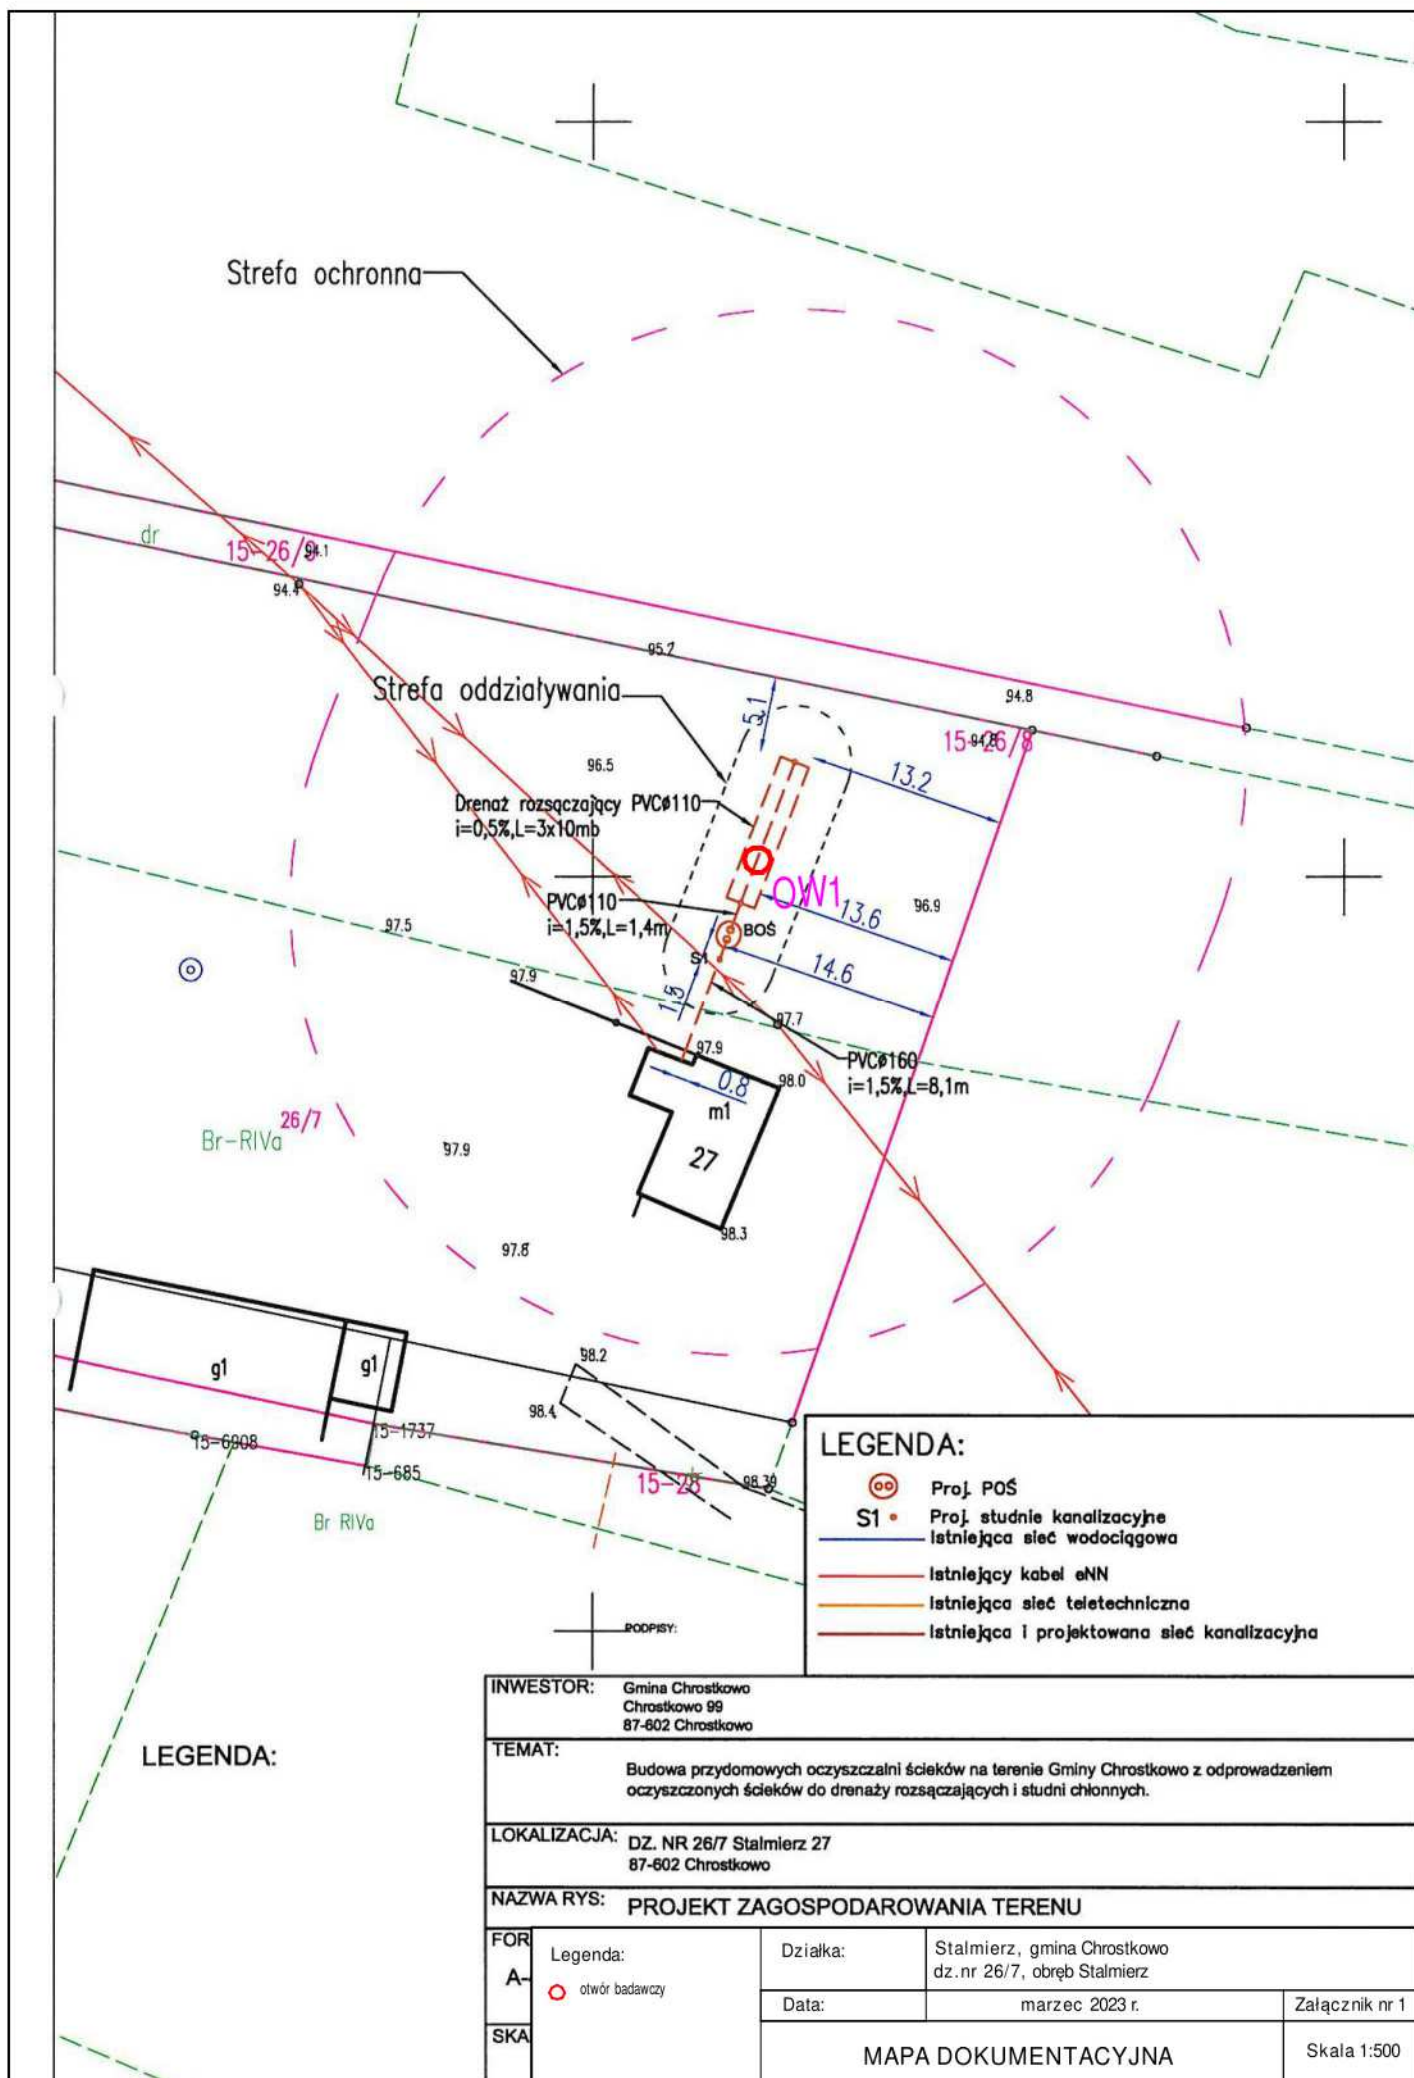 Strefa ochronna
dr
15-26/9
94.1
94.4
95.2
Strefa oddziaływania
5.1
94.8
15-26/8
94.8
96.5
13.2
Drenaż rozsączający PVCø110
i=0,5%,L=3x10mb
OW1
PVCø110
i=1,5%,L=1,4m
13.6
96.9
97.5
BOŚ
S1
14.6
97.9
1.5
97.7
97.9
PVCø160
i=1,5%,L=8,1m
0.8
98.0
m1
26/7
Br-RIVa
97.9
27
98.3
97.8
98.2
g1
g1
98.4
15-6908
15-1737
15-685
15-28
98.39
Br RIVa
LEGENDA:
Proj. POŚ
S1 Proj. studnie kanalizacyjne
Istniejąca sieć wodociągowa
Istniejący kabel eNN
Istniejąca sieć teletechniczna
Istniejąca i projektowana sieć kanalizacyjna
PODPISY:
INWESTOR: Gmina Chrostkowo
Chrostkowo 99
87-602 Chrostkowo
LEGENDA:
TEMAT:
Budowa przydomowych oczyszczalni ścieków na terenie Gminy Chrostkowo z odprowadzeniem
oczyszczonych ścieków do drenaży rozsączających i studni chłonnych.
LOKALIZACJA: DZ. NR 26/7 Stalmierz 27
87-602 Chrostkowo
NAZWA RYS: PROJEKT ZAGOSPODAROWANIA TERENU
FOR
A-
SKA
Legenda:
otwór badawczy
Działka:
Stalmierz, gmina Chrostkowo
dz.nr 26/7, obręb Stalmierz
Data:
marzec 2023 r.
Załącznik nr 1
MAPA DOKUMENTACYJNA
Skala 1:500